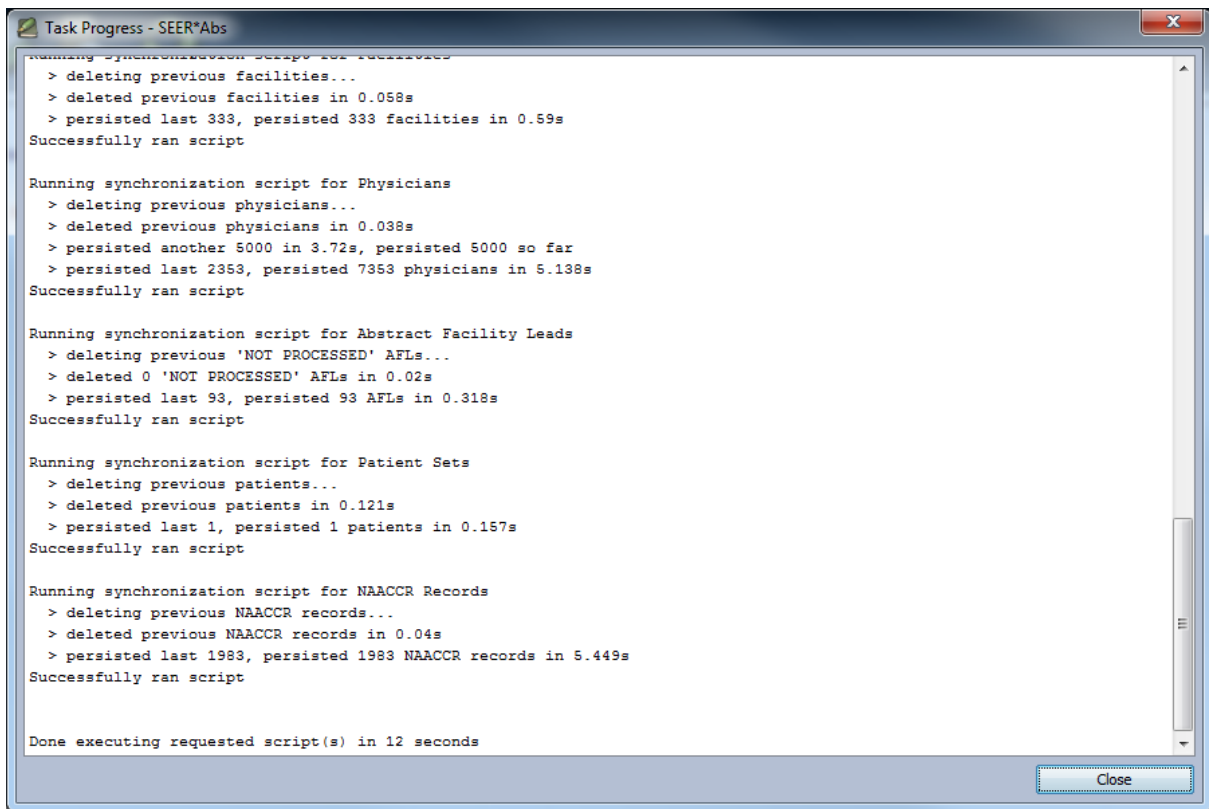 Task Progress - SEER*Abs
Running synchronization script for Facilities
> deleting previous facilities...
> deleted previous facilities in 0.058s
> persisted last 333, persisted 333 facilities in 0.59s
Successfully ran script
Running synchronization script for Physicians
> deleting previous physicians...
> deleted previous physicians in 0.038s
> persisted another 5000 in 3.72s, persisted 5000 so far
> persisted last 2353, persisted 7353 physicians in 5.138s
Successfully ran script
Running synchronization script for Abstract Facility Leads
> deleting previous 'NOT PROCESSED' AFLs...
> deleted 0 'NOT PROCESSED' AFLs in 0.02s
> persisted last 93, persisted 93 AFLs in 0.318s
Successfully ran script
Running synchronization script for Patient Sets
> deleting previous patients...
> deleted previous patients in 0.121s
> persisted last 1, persisted 1 patients in 0.157s
Successfully ran script
Running synchronization script for NAACCR Records
> deleting previous NAACCR records...
> deleted previous NAACCR records in 0.04s
> persisted last 1983, persisted 1983 NAACCR records in 5.449s
Successfully ran script
Done executing requested script(s) in 12 seconds
Close